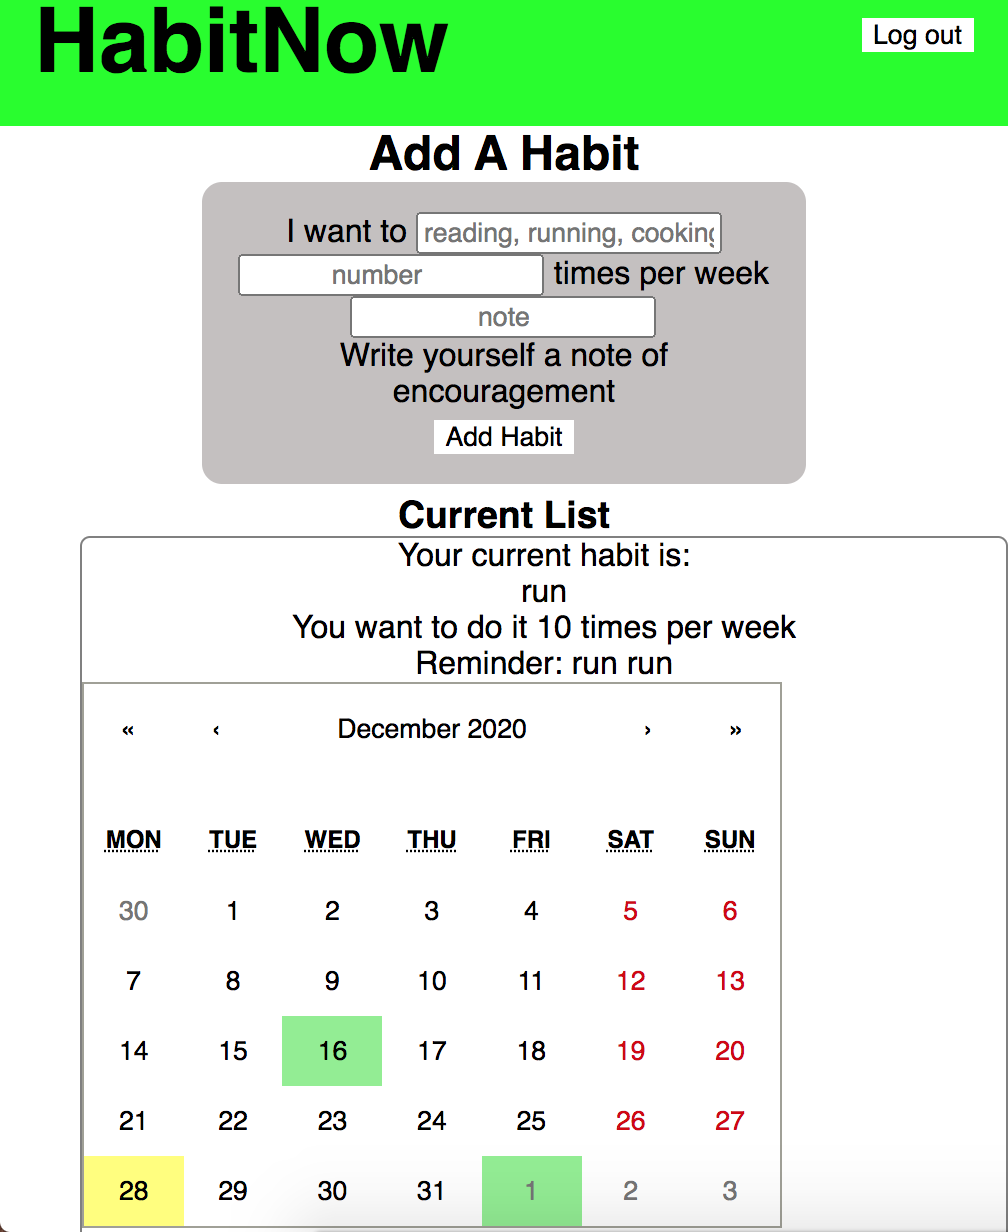 HabitNow
Log out
Add A Habit
I want to reading, running, cooking
number times per week
note
Write yourself a note of
encouragement
Add Habit
Current List
Your current habit is:
run
You want to do it 10 times per week
Reminder: run run
« ‹ December 2020 › »
MON TUE WED THU FRI SAT SUN
30 1 2 3 4 5 6
7 8 9 10 11 12 13
14 15 16 17 18 19 20
21 22 23 24 25 26 27
28 29 30 31 1 2 3